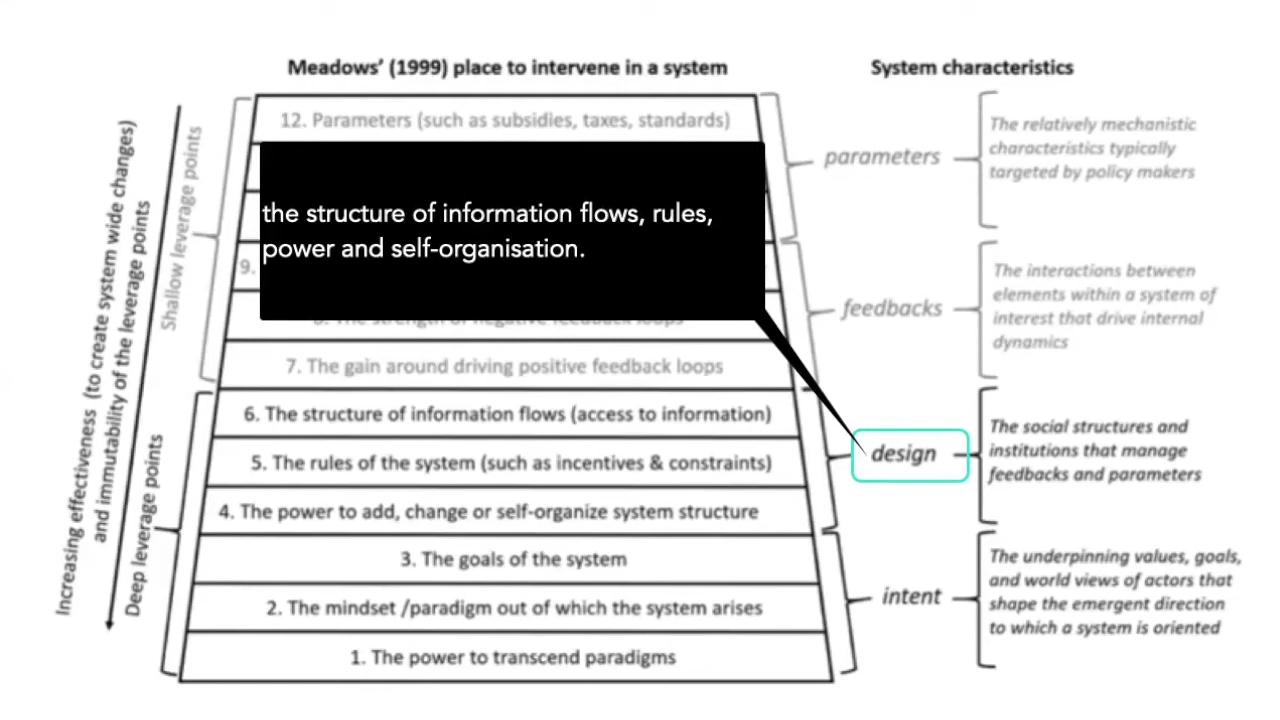 Meadows' (1999) place to intervene in a system
System characteristics
Increasing effectiveness (to create system wide changes)
and immutability of the leverage points
Shallow leverage points
Deep leverage points
12. Parameters (such as subsidies, taxes, standards)
the structure of information flows, rules,
power and self-organisation.
9.
7. The gain around driving positive feedback loops
6. The structure of information flows (access to information)
5. The rules of the system (such as incentives & constraints)
4. The power to add, change or self-organize system structure
3. The goals of the system
2. The mindset /paradigm out of which the system arises
1. The power to transcend paradigms
parameters
The relatively mechanistic
characteristics typically
targeted by policy makers
feedbacks
The interactions between
elements within a system of
interest that drive internal
dynamics
design
The social structures and
institutions that manage
feedbacks and parameters
intent
The underpinning values, goals,
and world views of actors that
shape the emergent direction
to which a system is oriented